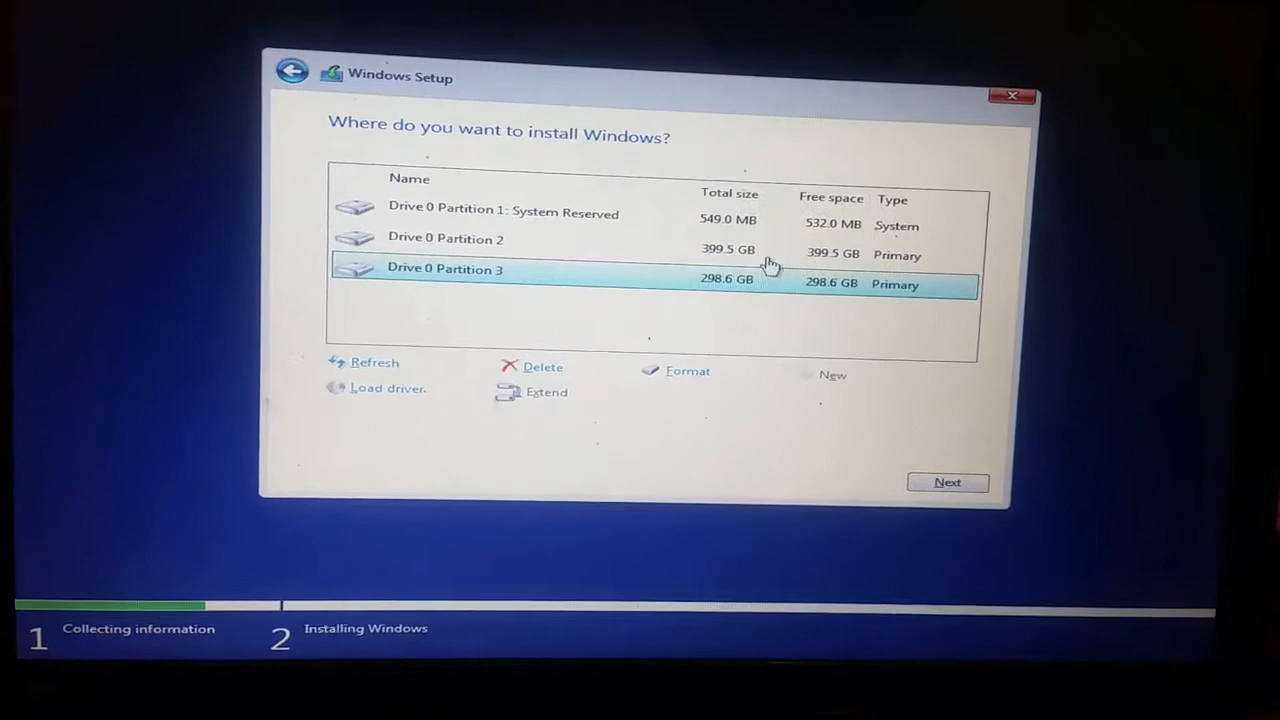 Windows Setup
Where do you want to install Windows?
Name Total size Free space Type
Drive 0 Partition 1: System Reserved 549.0 MB 532.0 MB System
Drive 0 Partition 2 399.5 GB 399.5 GB Primary
Drive 0 Partition 3 298.6 GB 298.6 GB Primary
Refresh Delete Format New
Load driver. Extend
Next
1 Collecting information 2 Installing Windows